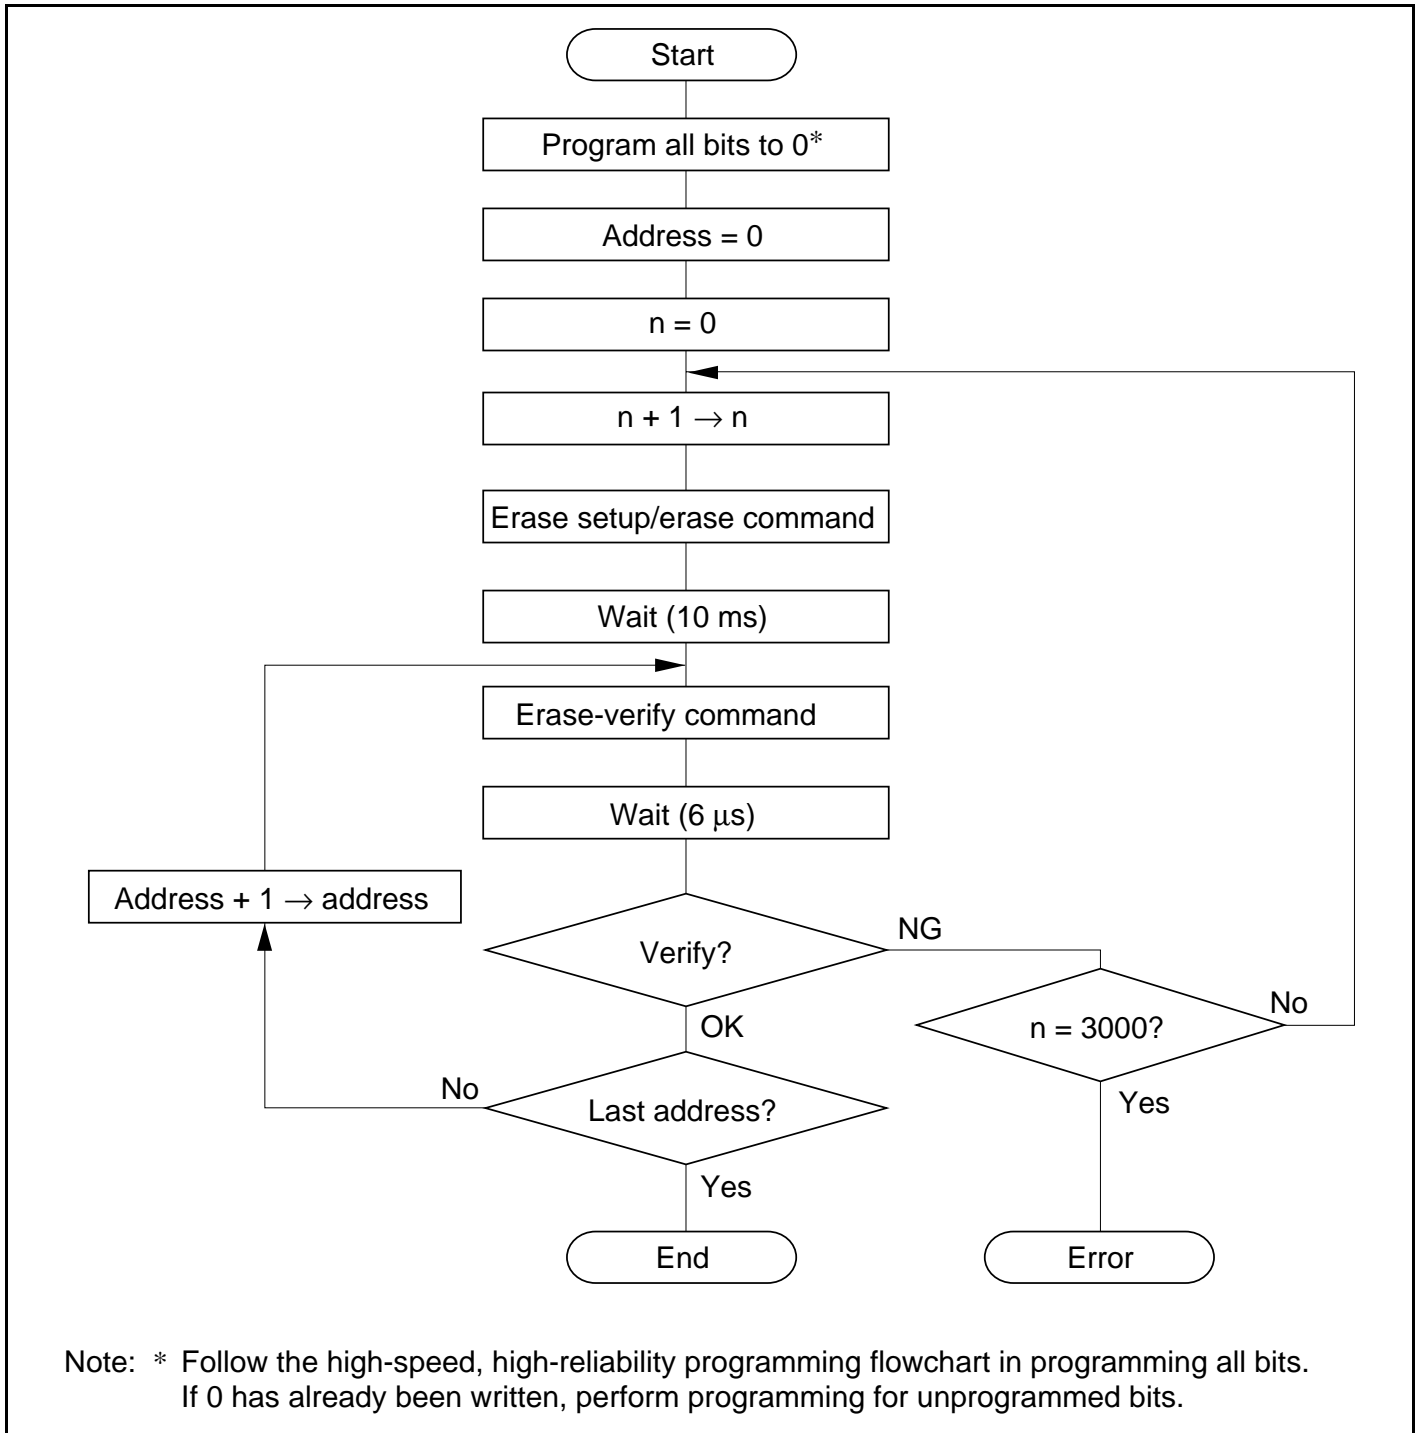 Start
Program all bits to 0*
Address = 0
n = 0
n + 1 → n
Erase setup/erase command
Wait (10 ms)
Erase-verify command
Wait (6 μs)
Address + 1 → address
Verify?
NG
OK
n = 3000?
No
Yes
Last address?
No
Yes
End
Error
Note: * Follow the high-speed, high-reliability programming flowchart in programming all bits.
If 0 has already been written, perform programming for unprogrammed bits.